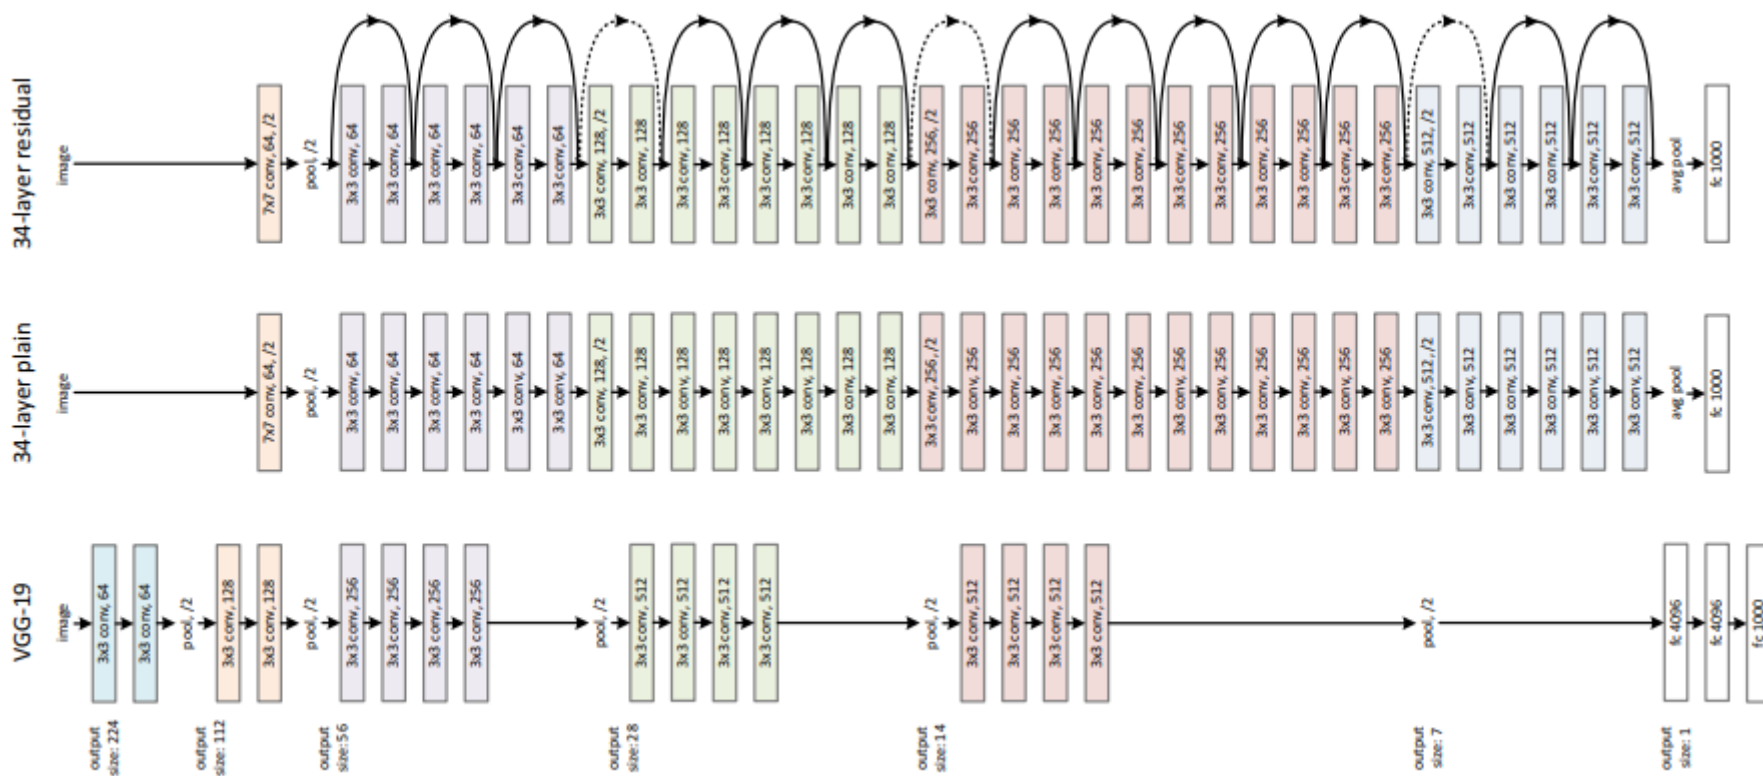 VGG-19
34-layer plain
34-layer residual
output
size: 224
output
size: 112
output
size: 56
output
size: 28
output
size: 14
output
size: 7
output
size: 1
image
3x3 conv, 64
3x3 conv, 64
pool, /2
3x3 conv, 128
3x3 conv, 128
pool, /2
3x3 conv, 256
3x3 conv, 256
3x3 conv, 256
3x3 conv, 256
pool, /2
3x3 conv, 512
3x3 conv, 512
3x3 conv, 512
3x3 conv, 512
pool, /2
3x3 conv, 512
3x3 conv, 512
3x3 conv, 512
3x3 conv, 512
pool, /2
fc 4096
fc 4096
fc 1000
image
7x7 conv, 64, /2
pool, /2
3x3 conv, 64
3x3 conv, 64
3x3 conv, 64
3x3 conv, 64
3x3 conv, 64
3x3 conv, 64
3x3 conv, 128, /2
3x3 conv, 128
3x3 conv, 128
3x3 conv, 128
3x3 conv, 128
3x3 conv, 128
3x3 conv, 128
3x3 conv, 128
3x3 conv, 256, /2
3x3 conv, 256
3x3 conv, 256
3x3 conv, 256
3x3 conv, 256
3x3 conv, 256
3x3 conv, 256
3x3 conv, 256
3x3 conv, 256
3x3 conv, 256
3x3 conv, 256
3x3 conv, 256
3x3 conv, 512, /2
3x3 conv, 512
3x3 conv, 512
3x3 conv, 512
3x3 conv, 512
3x3 conv, 512
avg pool
fc 1000
image
7x7 conv, 64, /2
pool, /2
3x3 conv, 64
3x3 conv, 64
3x3 conv, 64
3x3 conv, 64
3x3 conv, 64
3x3 conv, 64
3x3 conv, 128, /2
3x3 conv, 128
3x3 conv, 128
3x3 conv, 128
3x3 conv, 128
3x3 conv, 128
3x3 conv, 128
3x3 conv, 128
3x3 conv, 256, /2
3x3 conv, 256
3x3 conv, 256
3x3 conv, 256
3x3 conv, 256
3x3 conv, 256
3x3 conv, 256
3x3 conv, 256
3x3 conv, 256
3x3 conv, 256
3x3 conv, 256
3x3 conv, 256
3x3 conv, 512, /2
3x3 conv, 512
3x3 conv, 512
3x3 conv, 512
3x3 conv, 512
3x3 conv, 512
avg pool
fc 1000